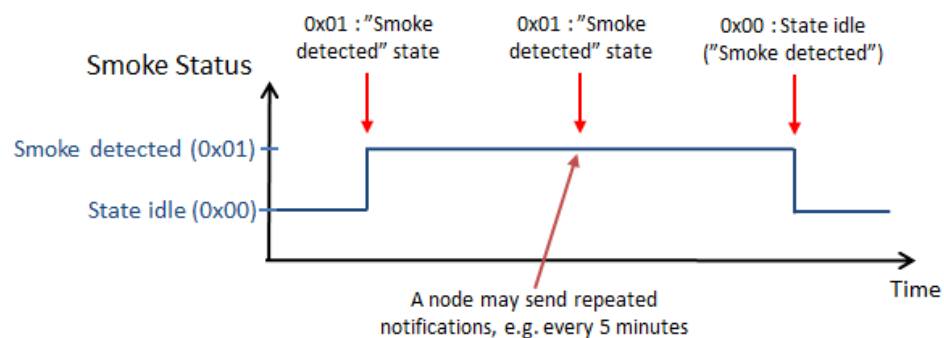 0x01 : ”Smoke
detected” state
0x01 : ”Smoke
detected” state
0x00 : State idle
(”Smoke detected”)
Smoke Status
Smoke detected (0x01)
State idle (0x00)
Time
A node may send repeated
notifications, e.g. every 5 minutes